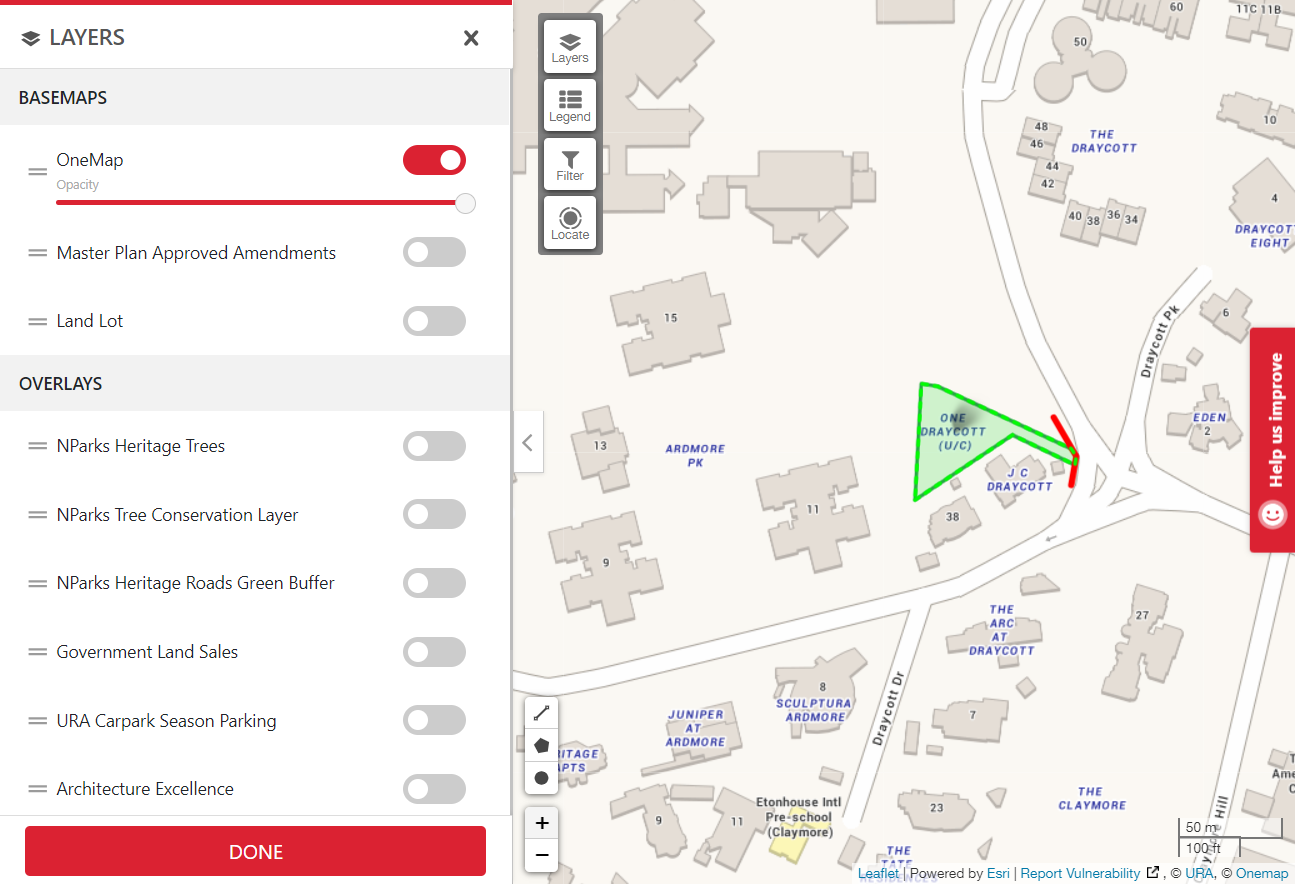 LAYERS
BASEMAPS
OneMap
Opacity
Master Plan Approved Amendments
Land Lot
OVERLAYS
NParks Heritage Trees
NParks Tree Conservation Layer
NParks Heritage Roads Green Buffer
Government Land Sales
URA Carpark Season Parking
Architecture Excellence
DONE
Layers
Legend
Filter
Locate
60
11C 11B
50
10
48
46
44
42
THE
DRAYCOTT
40 38 36 34
4
DRAYCOT
EIGHT
15
6
Draycott Pk
Help us improve
ONE
DRAYCOTT
(U/C)
EDEN
2
13
ARDMORE
PK
J C
DRAYCOTT
11
38
9
THE
ARC
AT
DRAYCOTT
27
8
SCULPTURA
ARDMORE
JUNIPER
AT
ARDMORE
Draycott Dr
7
ITAGE
APTS
THE
CLAYMORE
Etonhouse Intl
Pre-school
(Claymore)
9
11
23
Ame
Hill
THE
TATE
RESIDENCES
+
−
50 m
100 ft
Leaflet | Powered by Esri | Report Vulnerability , © URA, © Onemap